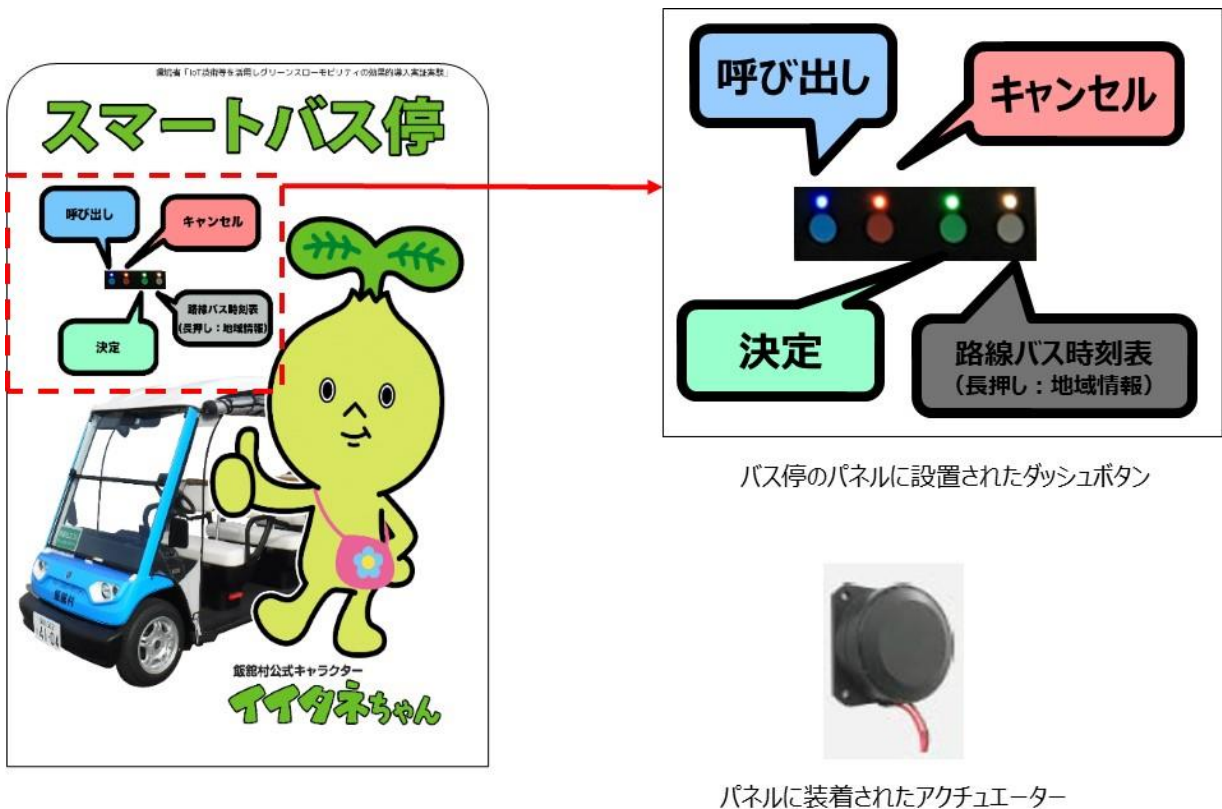 環境省「IoT技術等を活用しグリーンスローモビリティの効果的導入実証実験」
スマートバス停
呼び出し
キャンセル
決定
路線バス時刻表
(長押し：地域情報)
飯舘村
41-04
飯舘村公式キャラクター
イイタネちゃん
呼び出し
キャンセル
決定
路線バス時刻表
（長押し：地域情報）
バス停のパネルに設置されたダッシュボタン
パネルに装着されたアクチュエーター